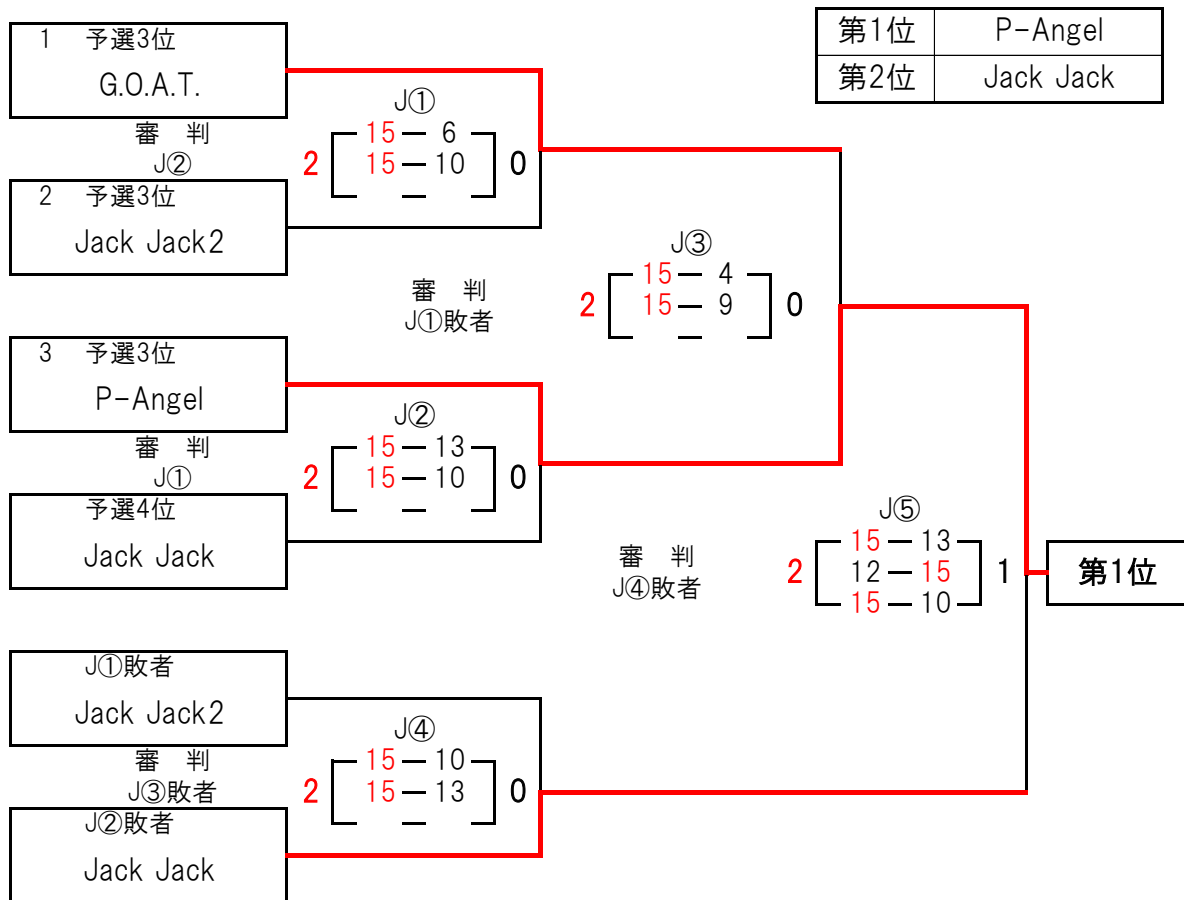 第1位 P-Angel
第2位 Jack Jack
1 予選3位
G.O.A.T.
審 判
J②
2 予選3位
Jack Jack2
J①
2 15 — 6 0
15 — 10
—
審 判
J①敗者
J③
2 15 — 4 0
15 — 9
—
3 予選3位
P-Angel
審 判
J①
予選4位
Jack Jack
J②
2 15 — 13 0
15 — 10
—
審 判
J④敗者
J⑤
15 — 13
2 12 — 15 1
15 — 10
第1位
J①敗者
Jack Jack2
審 判
J③敗者
J②敗者
Jack Jack
J④
2 15 — 10 0
15 — 13
—